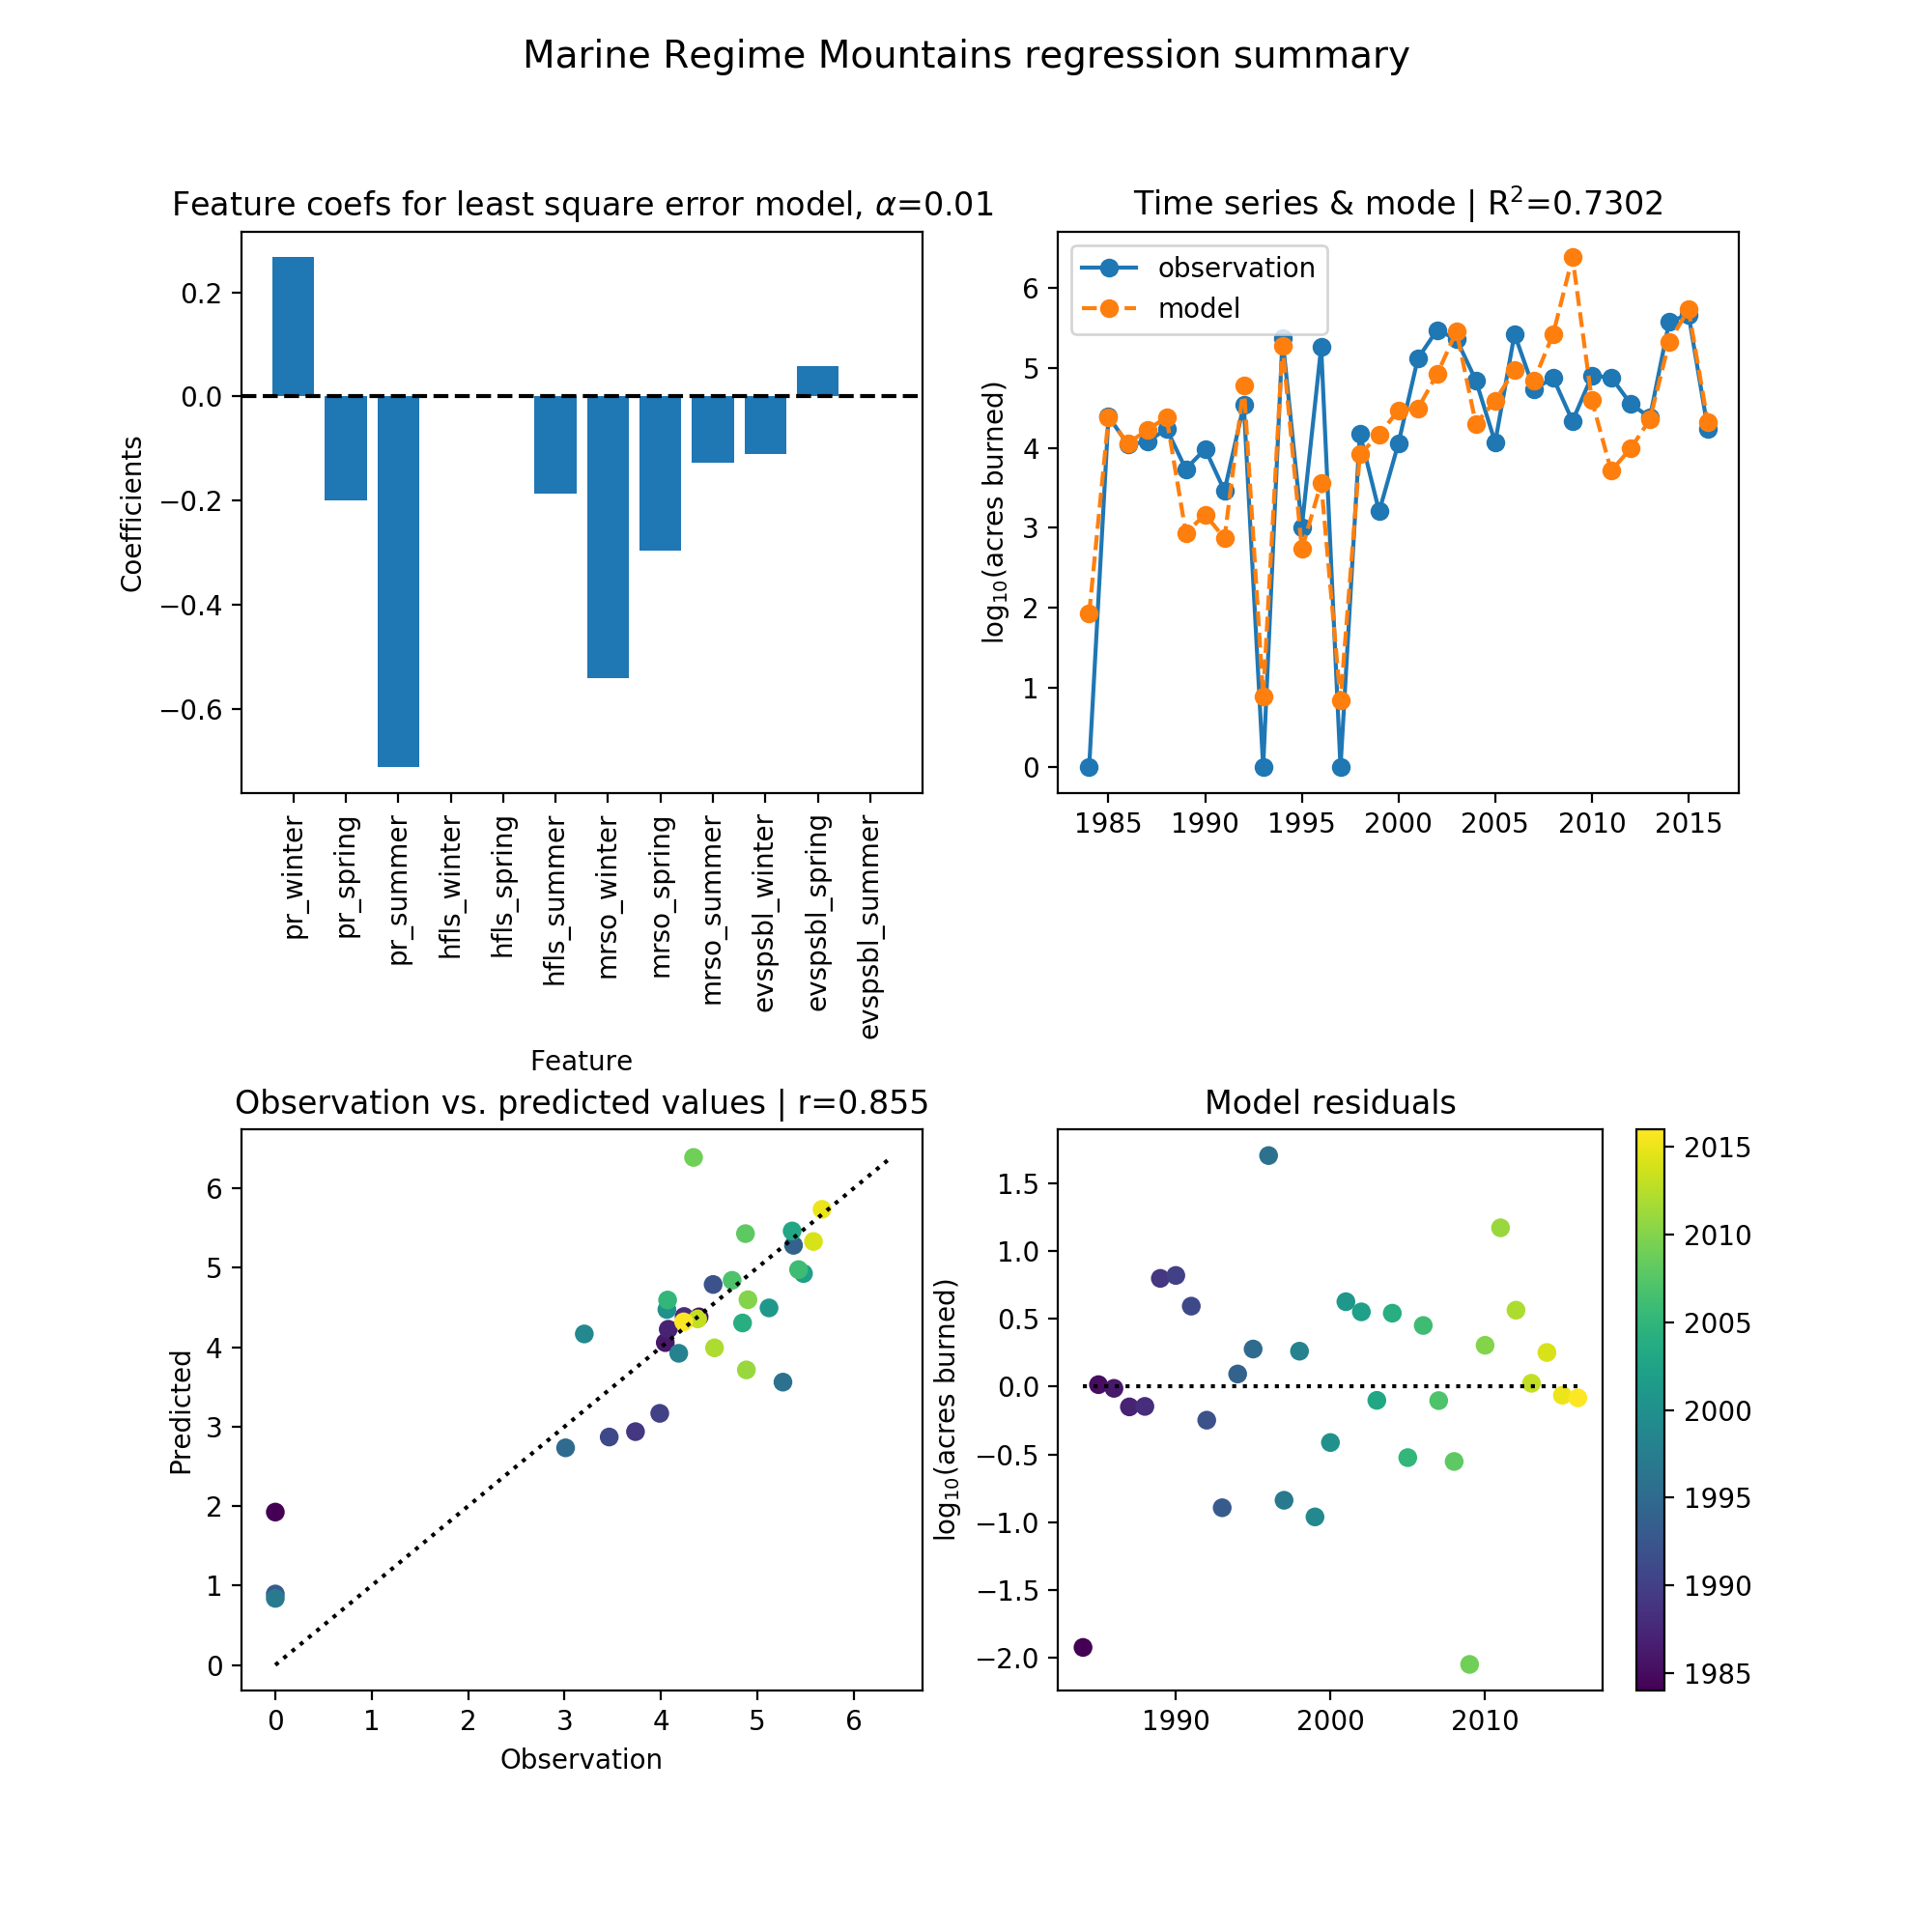 Marine Regime Mountains regression summary
Feature coefs for least square error model, α=0.01
Coefficients
0.2
0.0
−0.2
−0.4
−0.6
pr_winter
pr_spring
pr_summer
hfls_winter
hfls_spring
hfls_summer
mrso_winter
mrso_spring
mrso_summer
evspsbl_winter
evspsbl_spring
evspsbl_summer
Feature
Time series & mode | R²=0.7302
observation
model
log₁₀(acres burned)
6
5
4
3
2
1
0
1985 1990 1995 2000 2005 2010 2015
Observation vs. predicted values | r=0.855
Predicted
6
5
4
3
2
1
0
0 1 2 3 4 5 6
Observation
Model residuals
log₁₀(acres burned)
1.5
1.0
0.5
0.0
−0.5
−1.0
−1.5
−2.0
1990 2000 2010
2015
2010
2005
2000
1995
1990
1985